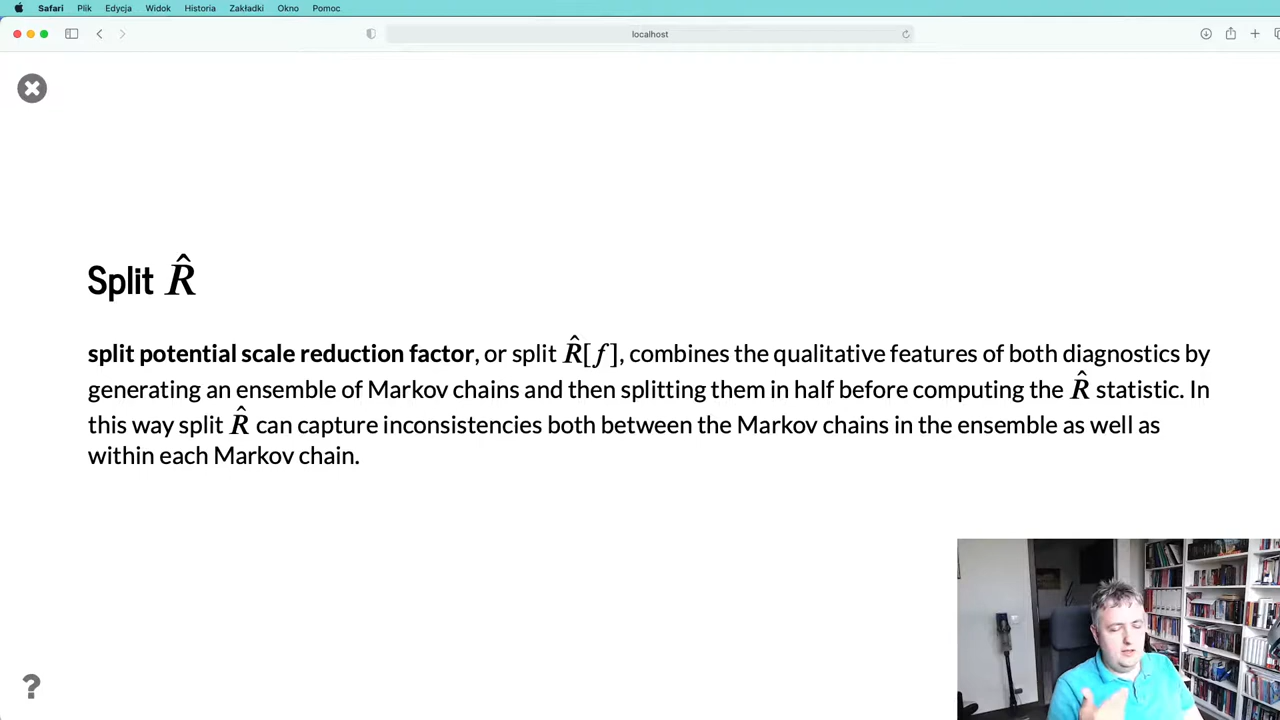 Safari Plik Edycja Widok Historia Zakładki Okno Pomoc
localhost
Split R̂
split potential scale reduction factor, or split R̂[f], combines the qualitative features of both diagnostics by
generating an ensemble of Markov chains and then splitting them in half before computing the R̂ statistic. In
this way split R̂ can capture inconsistencies both between the Markov chains in the ensemble as well as
within each Markov chain.
?